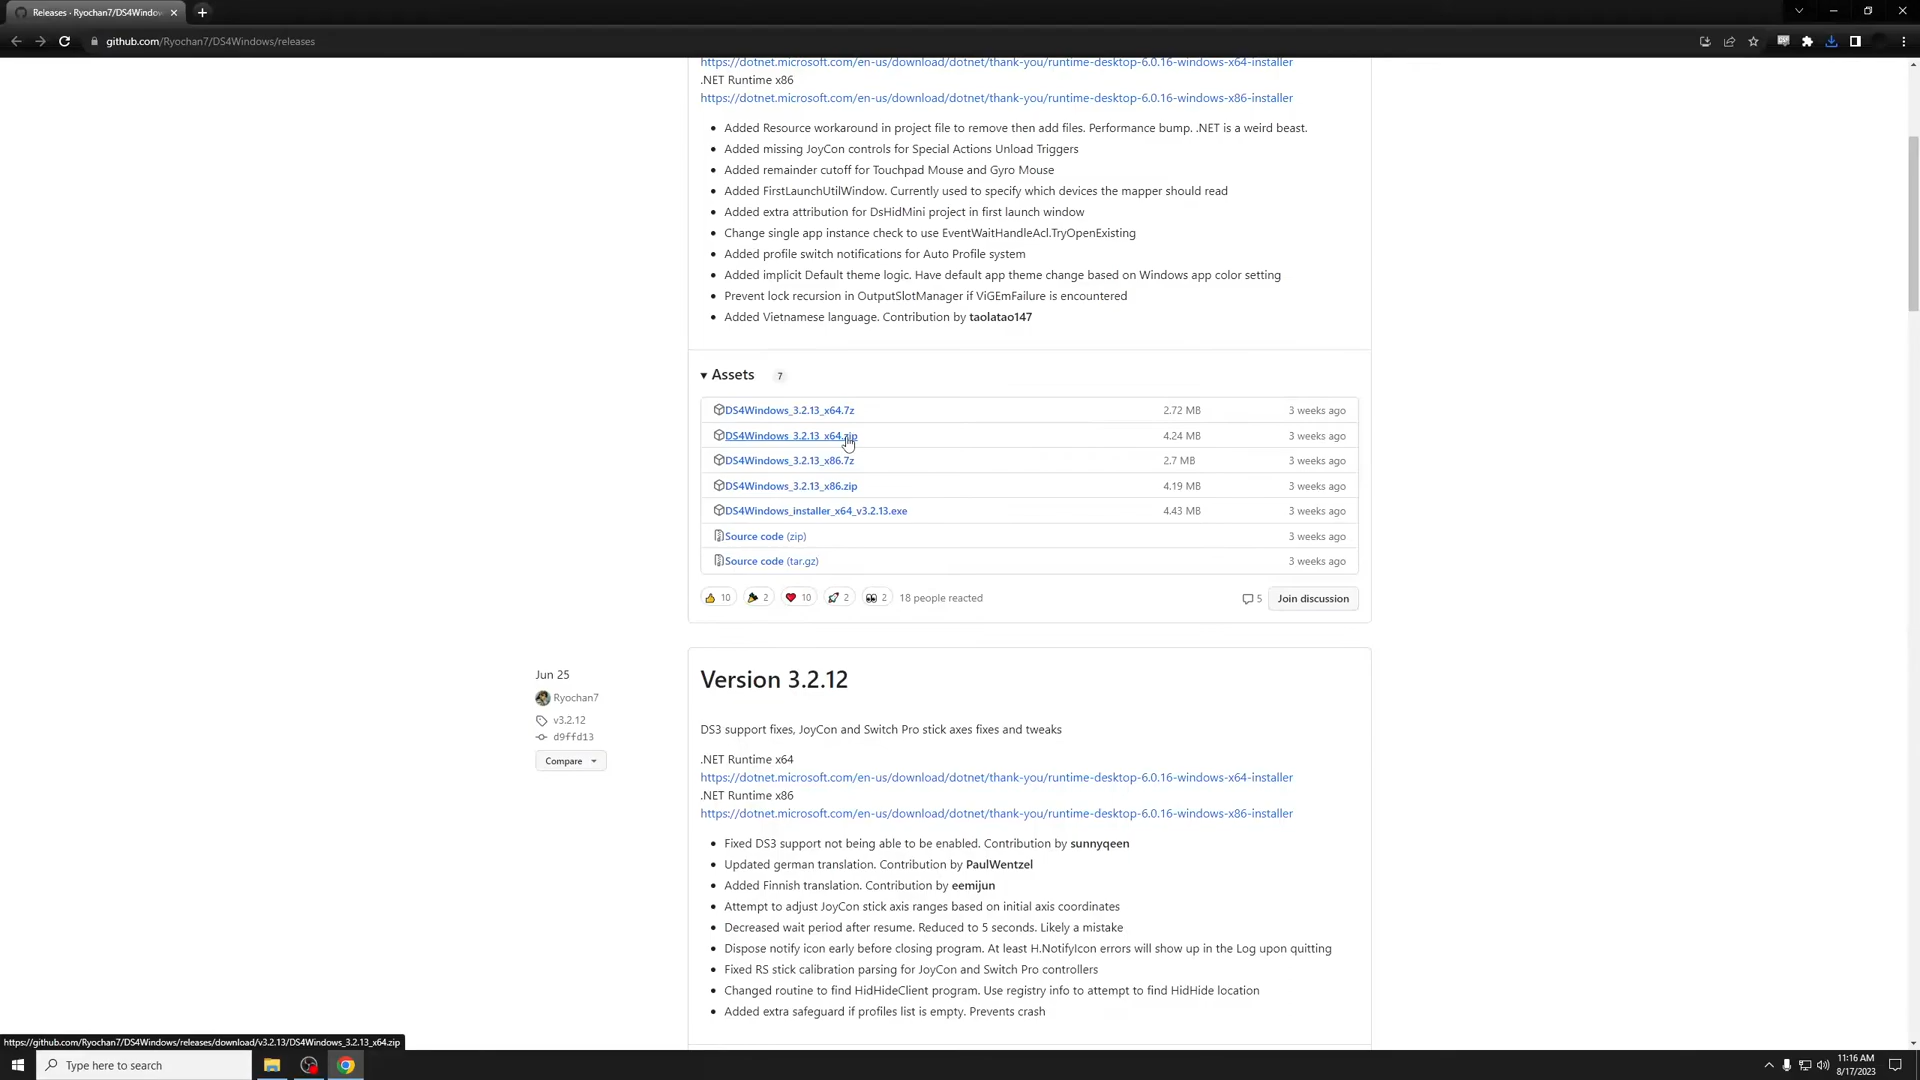 Releases · Ryochan7/DS4Window
github.com/Ryochan7/DS4Windows/releases
https://dotnet.microsoft.com/en-us/download/dotnet/thank-you/runtime-desktop-6.0.16-windows-x64-installer
.NET Runtime x86
https://dotnet.microsoft.com/en-us/download/dotnet/thank-you/runtime-desktop-6.0.16-windows-x86-installer
• Added Resource workaround in project file to remove then add files. Performance bump. .NET is a weird beast.
• Added missing JoyCon controls for Special Actions Unload Triggers
• Added remainder cutoff for Touchpad Mouse and Gyro Mouse
• Added FirstLaunchUtilWindow. Currently used to specify which devices the mapper should read
• Added extra attribution for DsHidMini project in first launch window
• Change single app instance check to use EventWaitHandleAcl.TryOpenExisting
• Added profile switch notifications for Auto Profile system
• Added implicit Default theme logic. Have default app theme change based on Windows app color setting
• Prevent lock recursion in OutputSlotManager if ViGEmFailure is encountered
• Added Vietnamese language. Contribution by taolatao147
Assets 7
DS4Windows_3.2.13_x64.7z 2.72 MB 3 weeks ago
DS4Windows_3.2.13_x64.zip 4.24 MB 3 weeks ago
DS4Windows_3.2.13_x86.7z 2.7 MB 3 weeks ago
DS4Windows_3.2.13_x86.zip 4.19 MB 3 weeks ago
DS4Windows_installer_x64_v3.2.13.exe 4.43 MB 3 weeks ago
Source code (zip) 3 weeks ago
Source code (tar.gz) 3 weeks ago
10 2 10 2 2 18 people reacted 5 Join discussion
Jun 25
Ryochan7
v3.2.12
d9ffd13
Compare
Version 3.2.12
DS3 support fixes, JoyCon and Switch Pro stick axes fixes and tweaks
.NET Runtime x64
https://dotnet.microsoft.com/en-us/download/dotnet/thank-you/runtime-desktop-6.0.16-windows-x64-installer
.NET Runtime x86
https://dotnet.microsoft.com/en-us/download/dotnet/thank-you/runtime-desktop-6.0.16-windows-x86-installer
• Fixed DS3 support not being able to be enabled. Contribution by sunnyqeen
• Updated german translation. Contribution by PaulWentzel
• Added Finnish translation. Contribution by eemijun
• Attempt to adjust JoyCon stick axis ranges based on initial axis coordinates
• Decreased wait period after resume. Reduced to 5 seconds. Likely a mistake
• Dispose notify icon early before closing program. At least H.NotifyIcon errors will show up in the Log upon quitting
• Fixed RS stick calibration parsing for JoyCon and Switch Pro controllers
• Changed routine to find HidHideClient program. Use registry info to attempt to find HidHide location
• Added extra safeguard if profiles list is empty. Prevents crash
https://github.com/Ryochan7/DS4Windows/releases/download/v3.2.13/DS4Windows_3.2.13_x64.zip
Type here to search
11:16 AM
8/17/2023